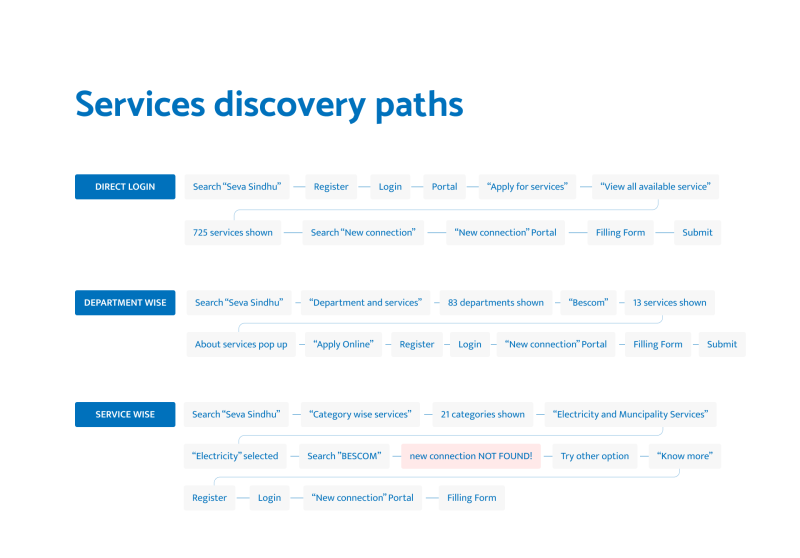 Services discovery paths
DIRECT LOGIN Search “Seva Sindhu” Register Login Portal “Apply for services” “View all available service”
725 services shown Search “New connection” “New connection” Portal Filling Form Submit
DEPARTMENT WISE Search “Seva Sindhu” “Department and services” 83 departments shown “Bescom” 13 services shown
About services pop up “Apply Online” Register Login “New connection” Portal Filling Form Submit
SERVICE WISE Search “Seva Sindhu” “Category wise services” 21 categories shown “Electricity and Muncipality Services”
“Electricity” selected Search ”BESCOM” new connection NOT FOUND! Try other option “Know more”
Register Login “New connection” Portal Filling Form